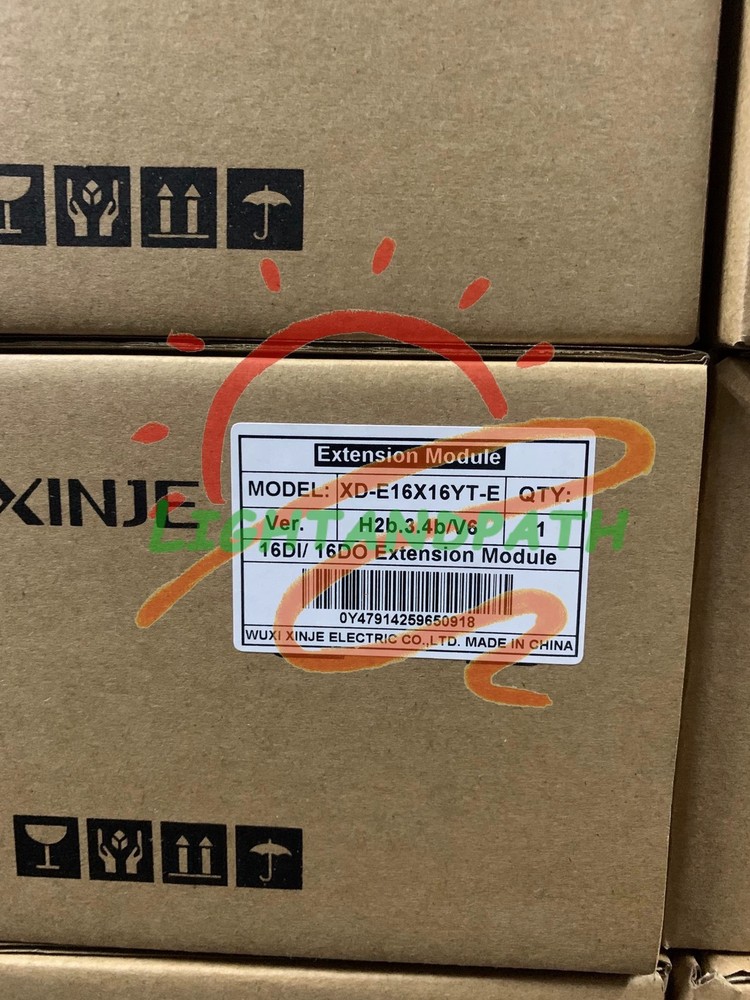 Extension Module
MODEL: XD-E16X16YT-E QTY:
XINJE
Ver. H2b.3.4b/V6 1
LIGHTANDPATH
16DI/ 16DO Extension Module
0Y47914259650918
WUXI XINJE ELECTRIC CO.,LTD. MADE IN CHINA